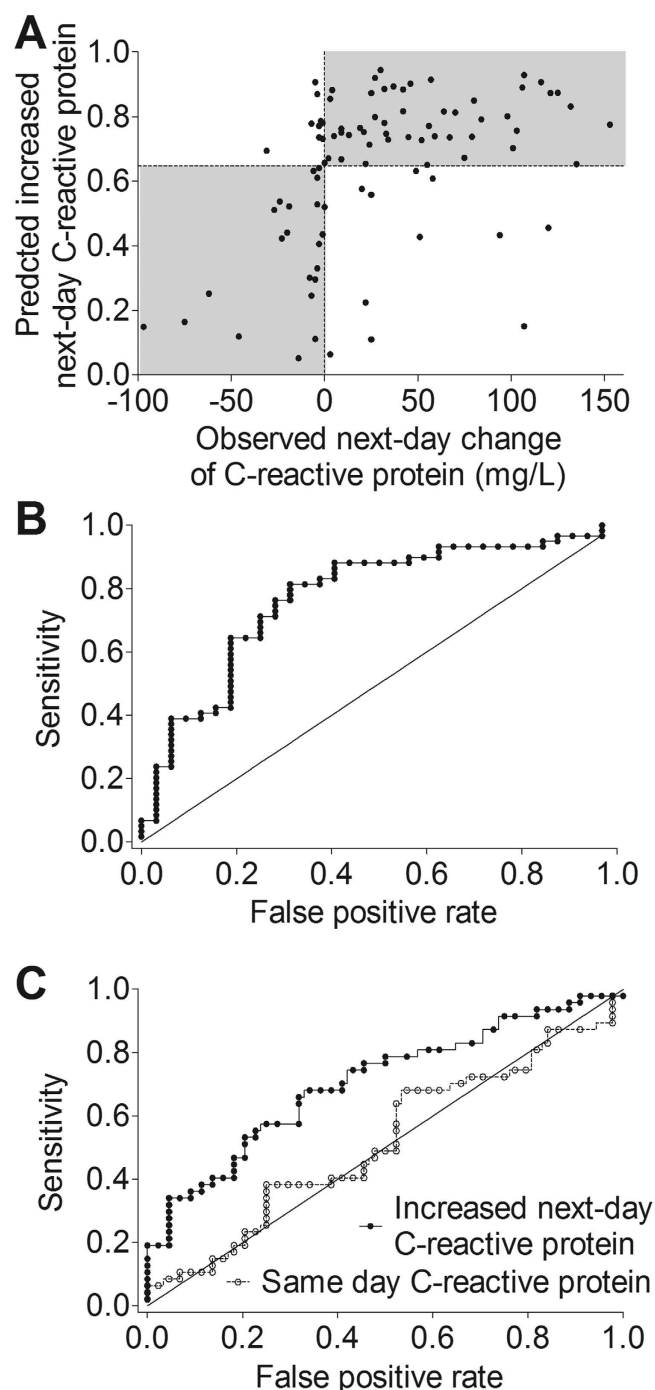 A
Predcted increased
next-day C-reactive protein
1.0
0.8
0.6
0.4
0.2
0.0
-100
-50
0
50
100
150
Observed next-day change
of C-reactive protein (mg/L)
B
Sensitivity
1.0
0.8
0.6
0.4
0.2
0.0
0.0
0.2
0.4
0.6
0.8
1.0
False positive rate
C
Sensitivity
1.0
0.8
0.6
0.4
0.2
0.0
Increased next-day
C-reactive protein
Same day C-reactive protein
0.0
0.2
0.4
0.6
0.8
1.0
False positive rate